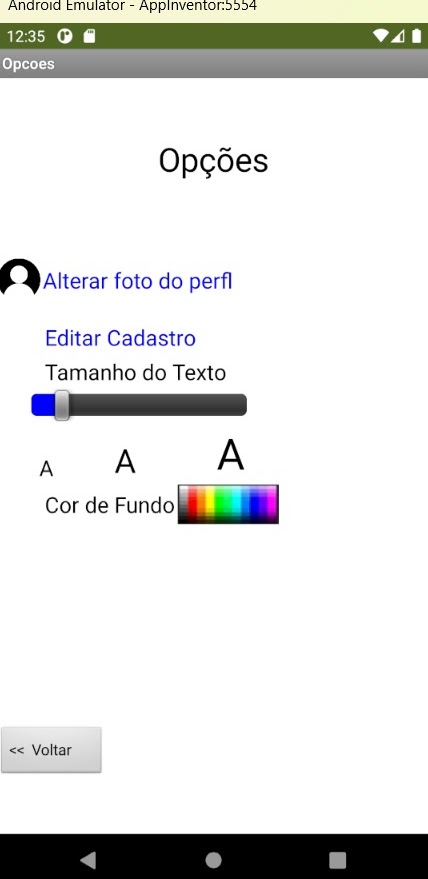 Android Emulator - AppInventor:5554
12:35
Opcoes
Opções
Alterar foto do perfl
Editar Cadastro
Tamanho do Texto
A A A
Cor de Fundo
<< Voltar